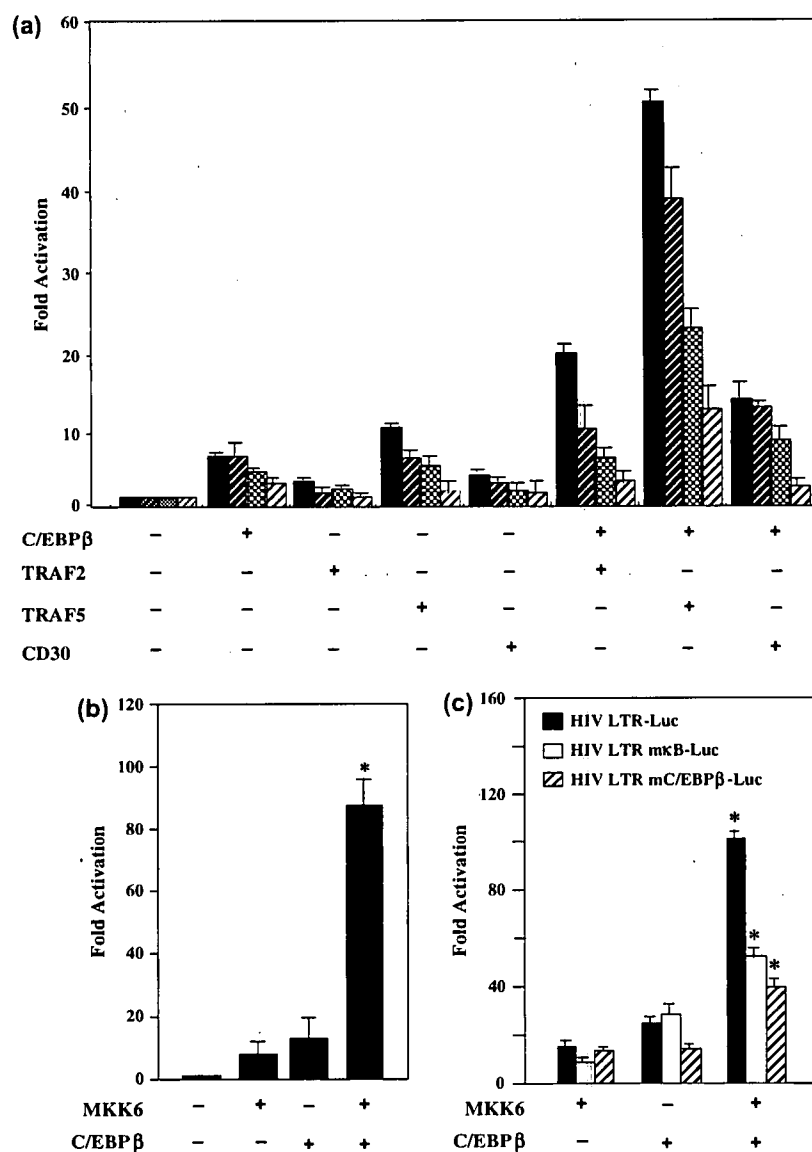 (a)
60
50
40
30
20
10
0
Fold Activation
C/EBPβ − + − − − + + +
TRAF2 − − + − − + − −
TRAF5 − − − + − − + −
CD30 − − − − + − − +
(b)
120
100
80
60
40
20
0
Fold Activation
*
MKK6 − + − +
C/EBPβ − − + +
(c)
160
120
80
40
0
Fold Activation
HIV LTR-Luc
HIV LTR mκB-Luc
HIV LTR mC/EBPβ-Luc
*
*
*
MKK6 + − +
C/EBPβ − + +